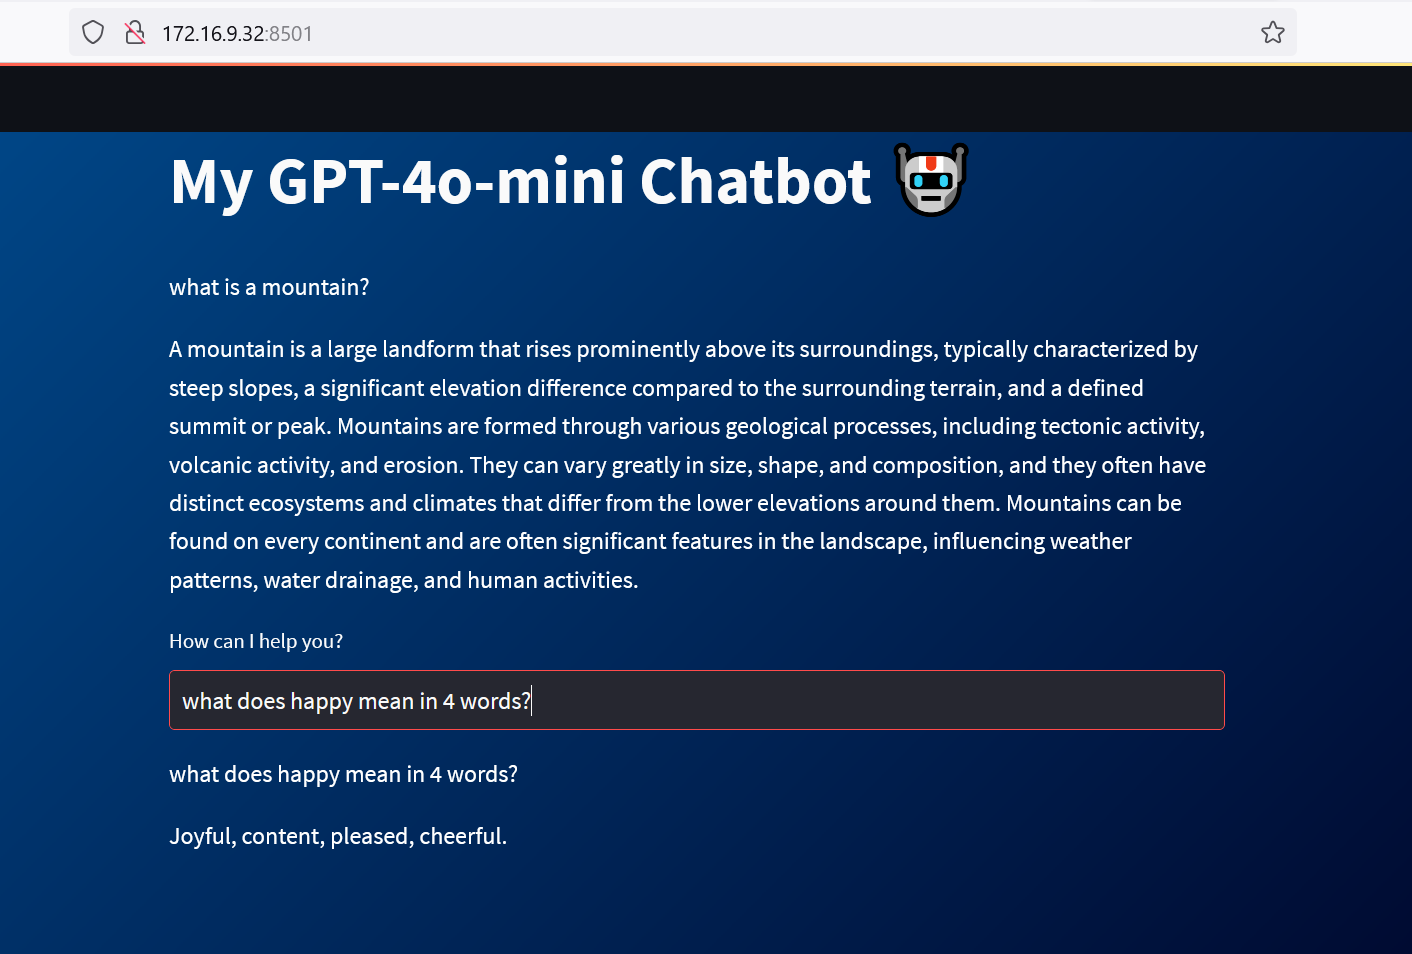 172.16.9.32:8501
My GPT-4o-mini Chatbot
what is a mountain?
A mountain is a large landform that rises prominently above its surroundings, typically characterized by
steep slopes, a significant elevation difference compared to the surrounding terrain, and a defined
summit or peak. Mountains are formed through various geological processes, including tectonic activity,
volcanic activity, and erosion. They can vary greatly in size, shape, and composition, and they often have
distinct ecosystems and climates that differ from the lower elevations around them. Mountains can be
found on every continent and are often significant features in the landscape, influencing weather
patterns, water drainage, and human activities.
How can I help you?
what does happy mean in 4 words?
what does happy mean in 4 words?
Joyful, content, pleased, cheerful.